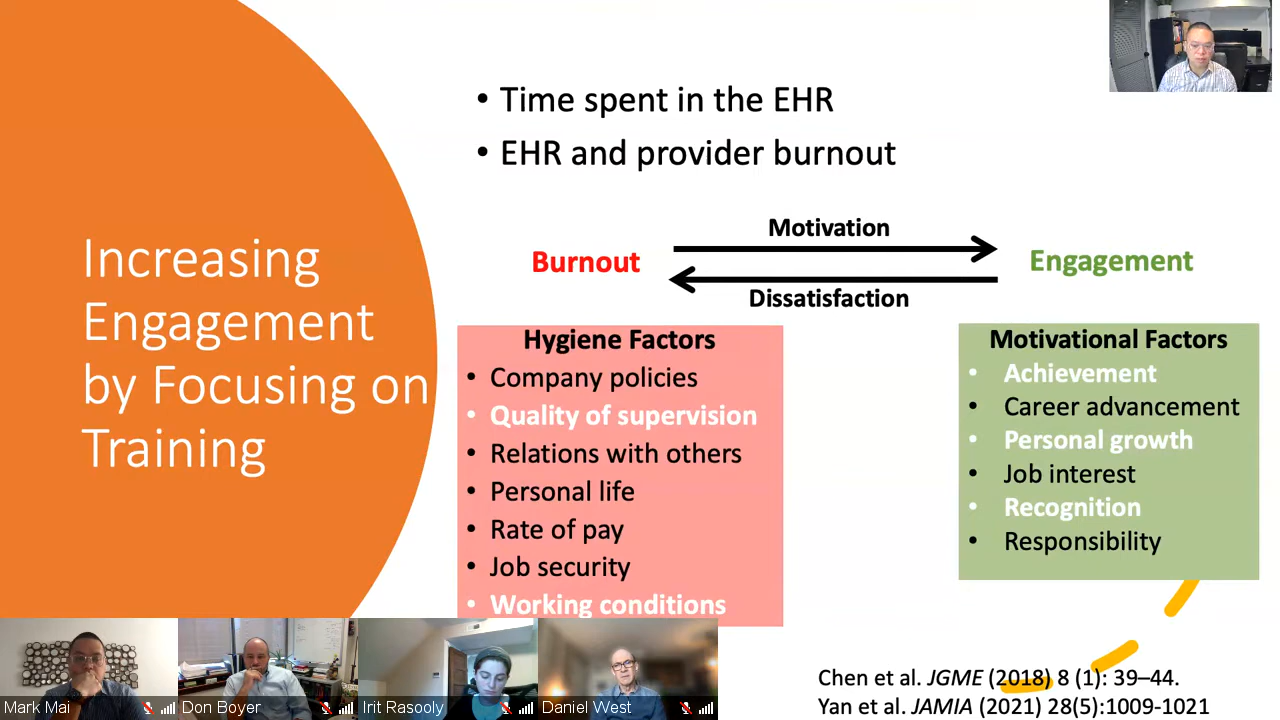 Increasing
Engagement
by Focusing on
Training
• Time spent in the EHR
• EHR and provider burnout
Motivation
Burnout
Engagement
Dissatisfaction
Hygiene Factors
• Company policies
• Quality of supervision
• Relations with others
• Personal life
• Rate of pay
• Job security
• Working conditions
Motivational Factors
• Achievement
• Career advancement
• Personal growth
• Job interest
• Recognition
• Responsibility
Chen et al. JGME (2018) 8 (1): 39–44.
Yan et al. JAMIA (2021) 28(5):1009-1021
Mark Mai
Don Boyer
Irit Rasooly
Daniel West